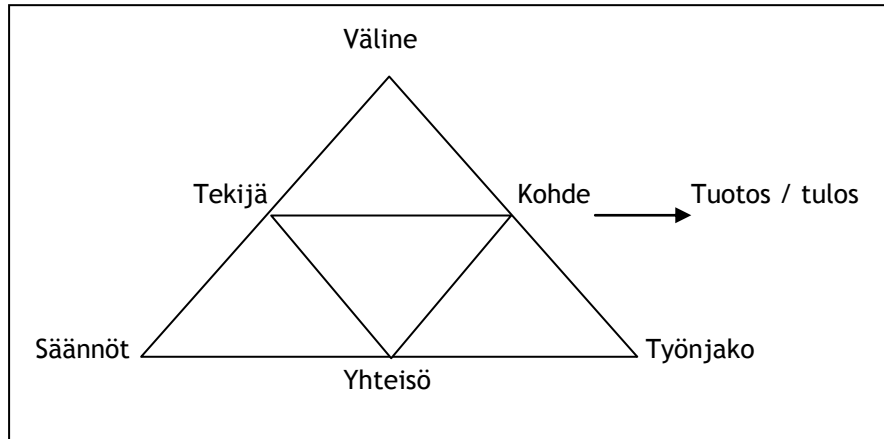 Väline
Tekijä
Kohde
Tuotos / tulos
Säännöt
Työnjako
Yhteisö